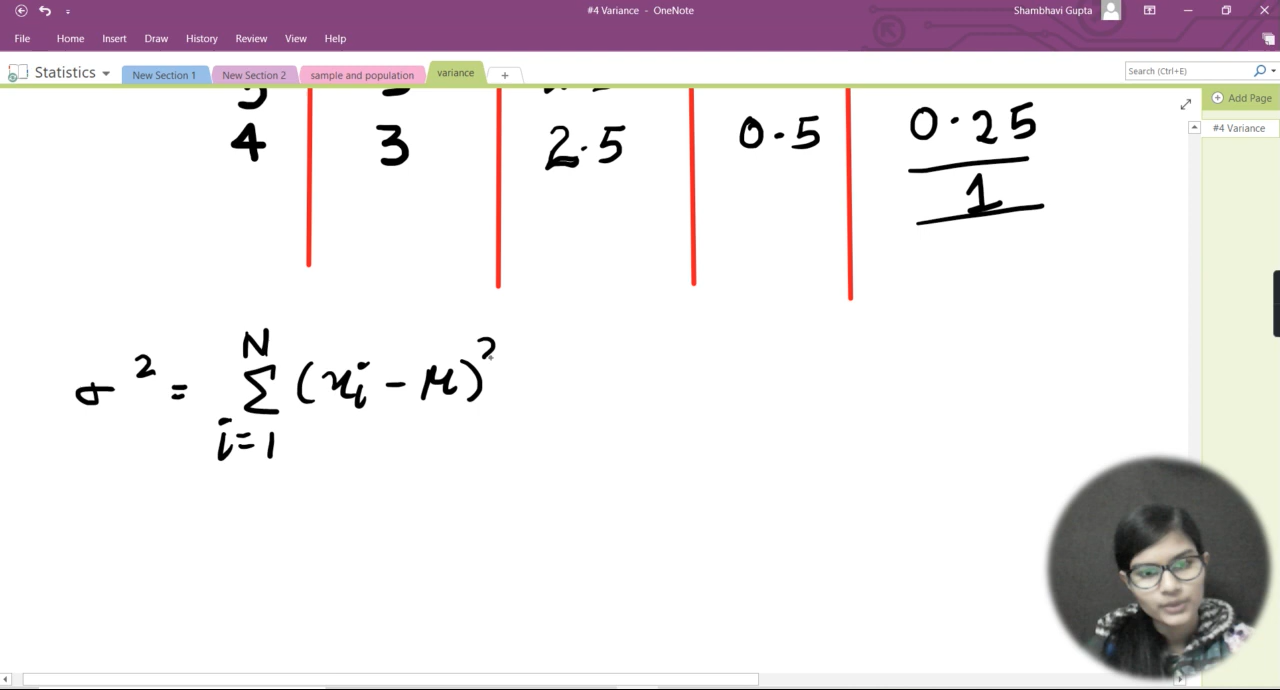 #4 Variance - OneNote
Shambhavi Gupta
File Home Insert Draw History Review View Help
Statistics New Section 1 New Section 2 sample and population variance +
Search (Ctrl+E)
Add Page
#4 Variance
4 3 2.5 0.5 0.25
1
σ² = N∑i=1 (xi - μ)²